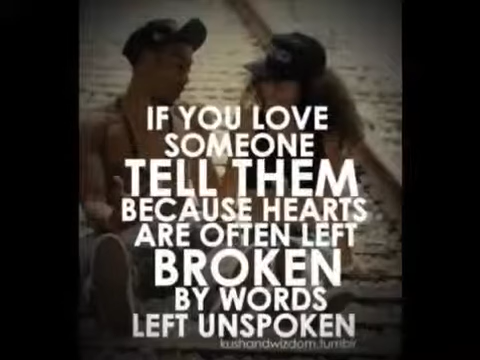 IF YOU LOVE
SOMEONE
TELL THEM
BECAUSE HEARTS
ARE OFTEN LEFT
BROKEN
BY WORDS
LEFT UNSPOKEN
kushandwizdom.tumblr